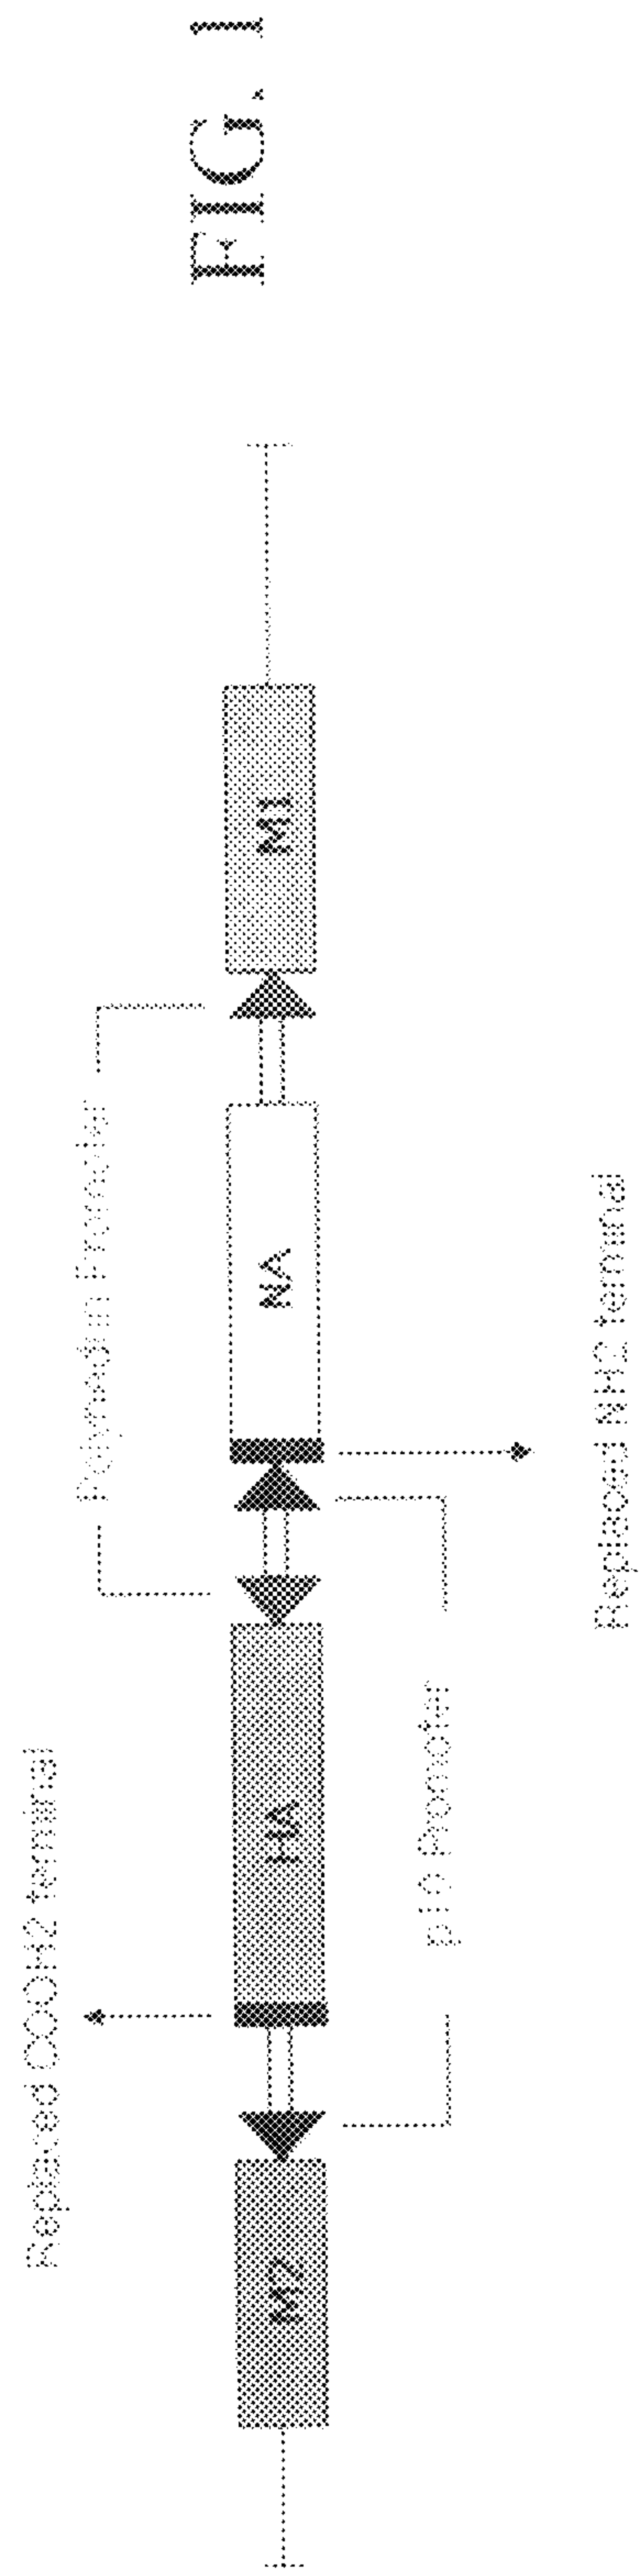 Replaced COOH2 terminal
Polyhedrin Promoter
M2
HA
NA
M1
p10 Promoter
Replaced NH2 terminal
FIG. 1